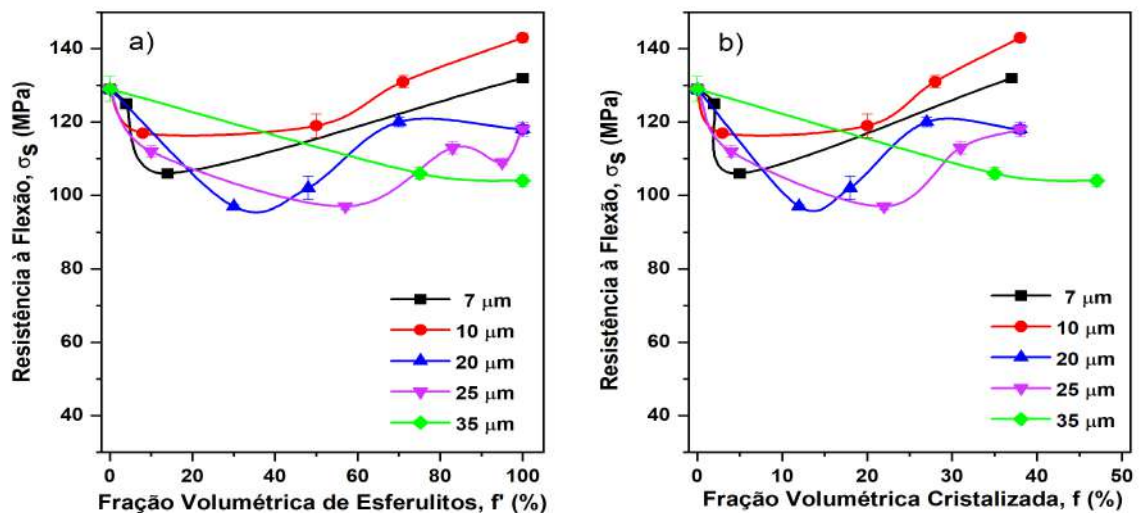 a)
Resistência à Flexão, σS (MPa)
140
120
100
80
60
40
7 μm
10 μm
20 μm
25 μm
35 μm
0 20 40 60 80 100
Fração Volumétrica de Esferulitos, f' (%)
b)
Resistência à Flexão, σS (MPa)
140
120
100
80
60
40
7 μm
10 μm
20 μm
25 μm
35 μm
0 10 20 30 40 50
Fração Volumétrica Cristalizada, f (%)